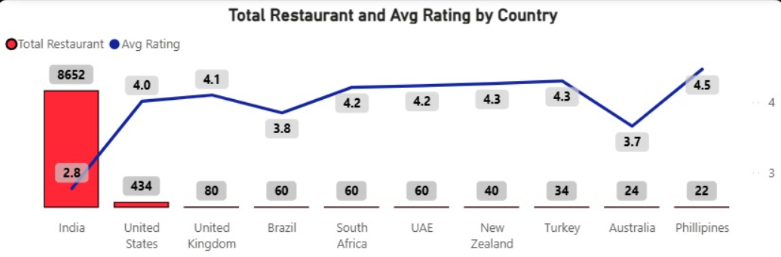 Total Restaurant and Avg Rating by Country
Total Restaurant Avg Rating
8652 4.0 4.1 3.8 4.2 4.2 4.3 4.3 3.7 4.5 4
2.8 3
434 80 60 60 60 40 34 24 22
India United States United Kingdom Brazil South Africa UAE New Zealand Turkey Australia Phillipines